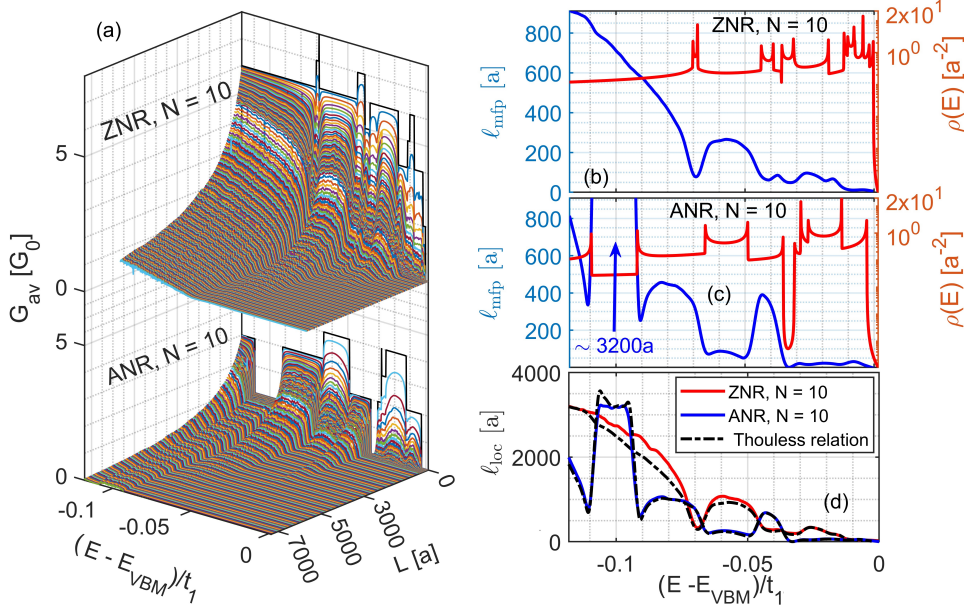 (a)
ZNR, N = 10
ANR, N = 10
G_av [G_0]
5
0
5
0
-0.1
-0.05
0
(E - E_VBM)/t_1
7000
5000
3000
0
L [a]
ZNR, N = 10
(b)
ℓ_mfp [a]
800
600
400
200
0
2x10^1
10^0
ρ(E) [a^-2]
ANR, N = 10
(c)
~ 3200a
ℓ_mfp [a]
800
600
400
200
2x10^1
10^0
ρ(E) [a^-2]
ZNR, N = 10
ANR, N = 10
Thouless relation
(d)
ℓ_loc [a]
4000
2000
0
-0.1
-0.05
0
(E -E_VBM)/t_1